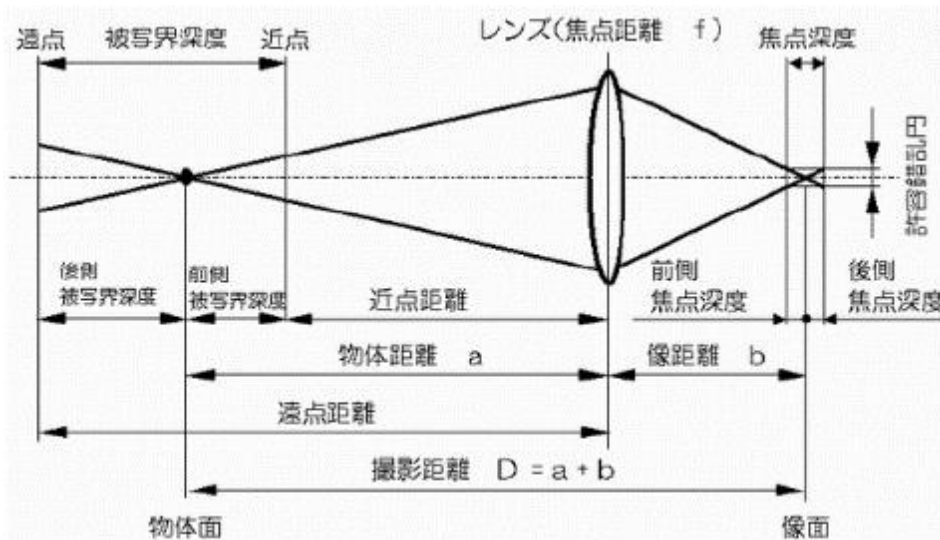 遠点 被写界深度 近点 レンズ(焦点距離 f) 焦点深度
許容錯乱円
後側
被写界深度
前側
被写界深度
近点距離
前側
焦点深度
後側
焦点深度
物体距離 a
像距離 b
遠点距離
撮影距離 D=a+b
物体面
像面